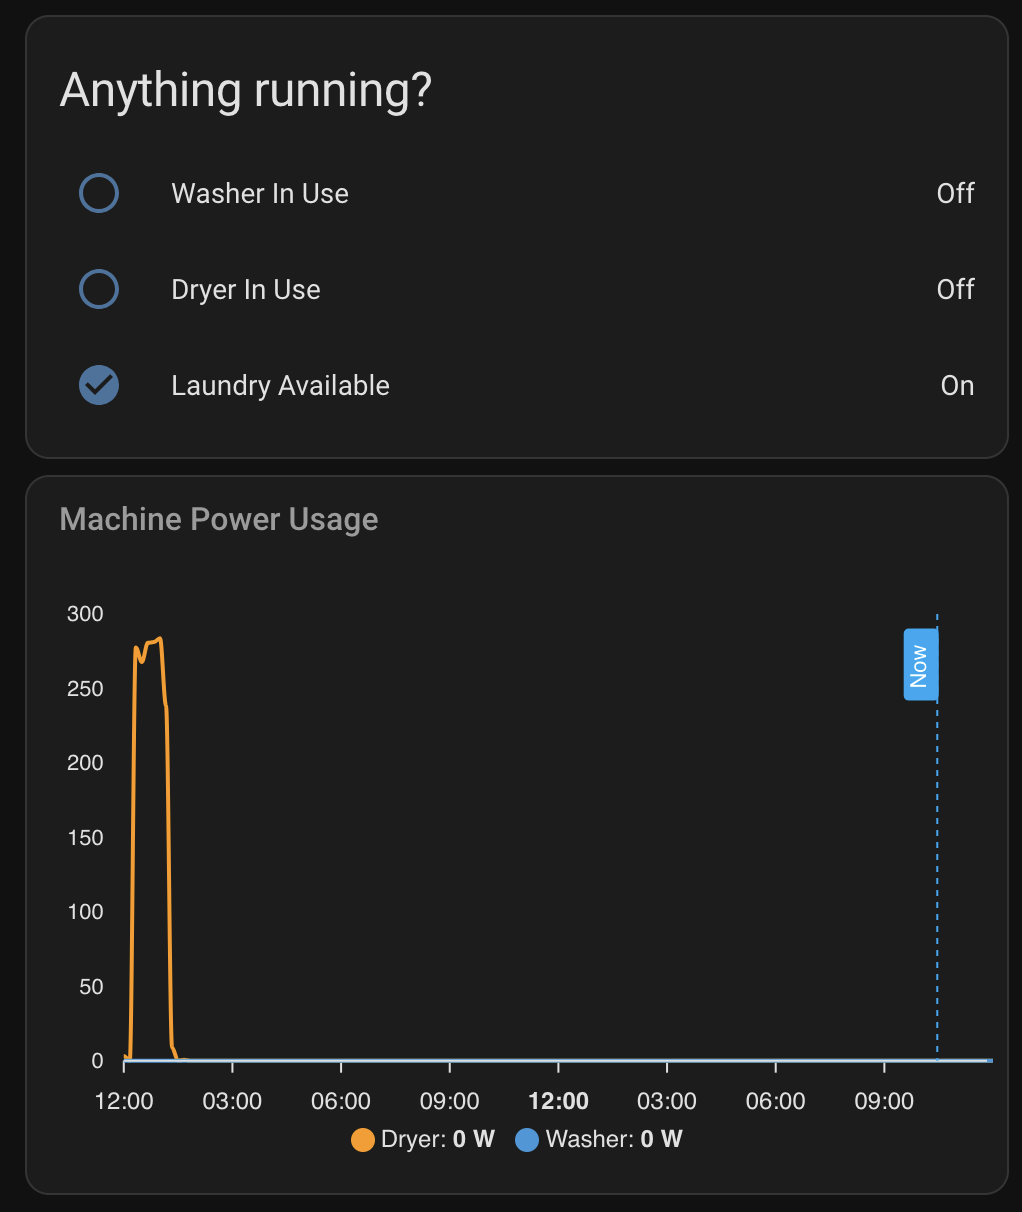 Anything running?
Washer In Use Off
Dryer In Use Off
Laundry Available On
Machine Power Usage
300
Now
250
200
150
100
50
0
12:00 03:00 06:00 09:00 12:00 03:00 06:00 09:00
Dryer: 0 W Washer: 0 W